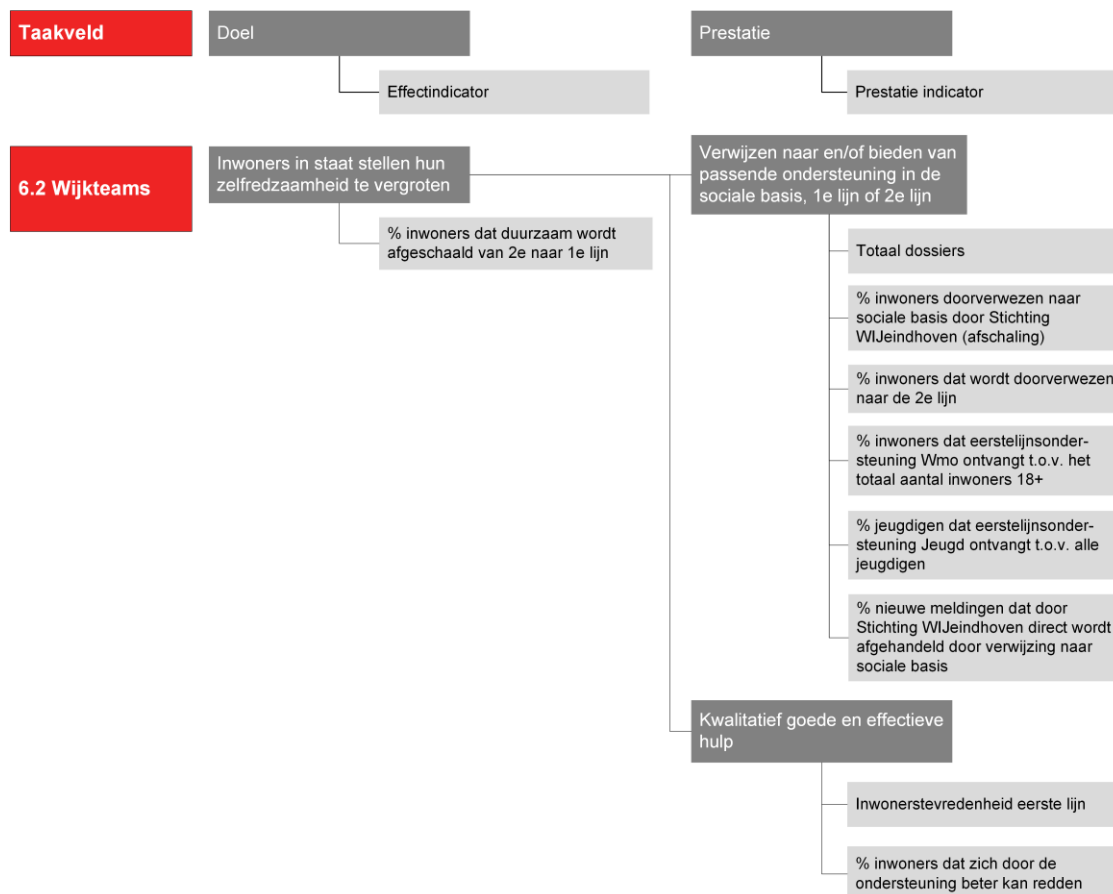 Taakveld
Doel
Prestatie
Effectindicator
Prestatie indicator
6.2 Wijkteams
Inwoners in staat stellen hun
zelfredzaamheid te vergroten
% inwoners dat duurzaam wordt
afgeschaald van 2e naar 1e lijn
Verwijzen naar en/of bieden van
passende ondersteuning in de
sociale basis, 1e lijn of 2e lijn
Totaal dossiers
% inwoners doorverwezen naar
sociale basis door Stichting
WIJeindhoven (afschaling)
% inwoners dat wordt doorverwezen
naar de 2e lijn
% inwoners dat eerstelijnsonder-
steuning Wmo ontvangt t.o.v. het
totaal aantal inwoners 18+
% jeugdigen dat eerstelijnsonder-
steuning Jeugd ontvangt t.o.v. alle
jeugdigen
% nieuwe meldingen dat door
Stichting WIJeindhoven direct wordt
afgehandeld door verwijzing naar
sociale basis
Kwalitatief goede en effectieve
hulp
Inwonerstevredenheid eerste lijn
% inwoners dat zich door de
ondersteuning beter kan redden